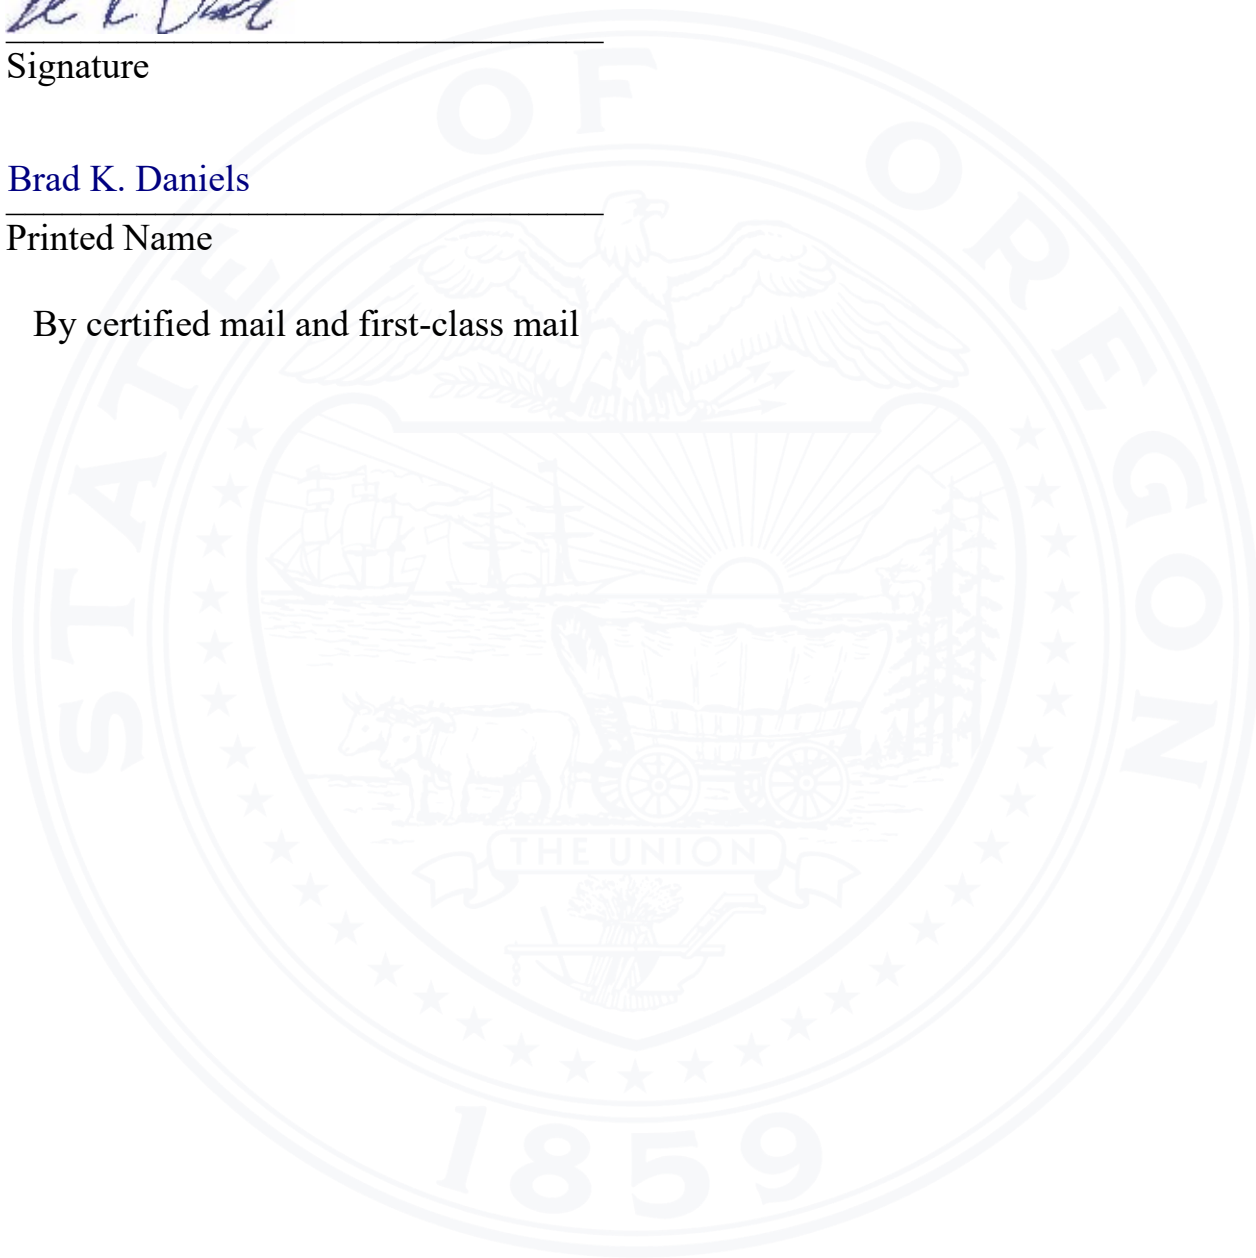 Signature
Brad K. Daniels
Printed Name
By certified mail and first-class mail
STATE OF OREGON
THE UNION
1859